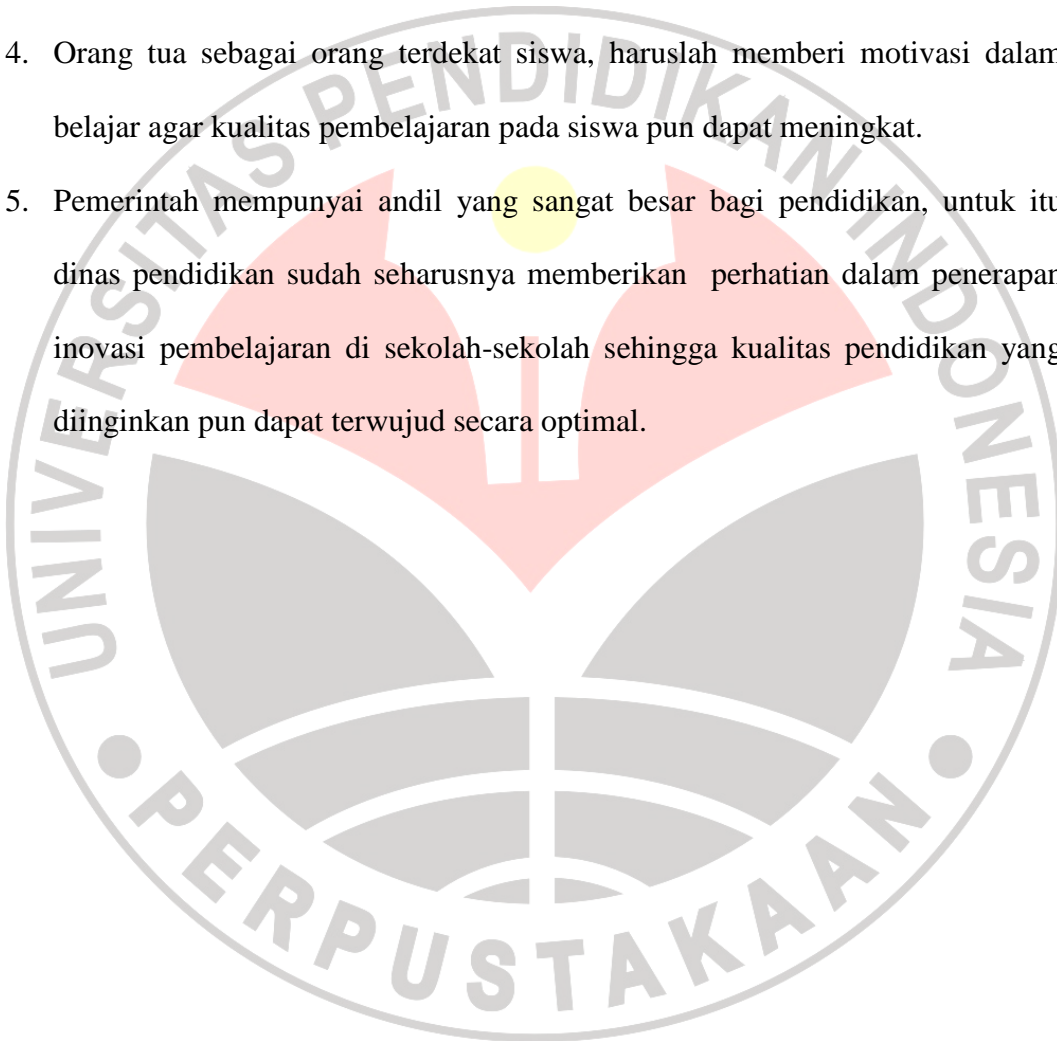 4. Orang tua sebagai orang terdekat siswa, haruslah memberi motivasi dalam
belajar agar kualitas pembelajaran pada siswa pun dapat meningkat.
5. Pemerintah mempunyai andil yang sangat besar bagi pendidikan, untuk itu
dinas pendidikan sudah seharusnya memberikan perhatian dalam penerapan
inovasi pembelajaran di sekolah-sekolah sehingga kualitas pendidikan yang
diinginkan pun dapat terwujud secara optimal.
UNIVERSITAS PENDIDIKAN INDONESIA
PERPUSTAKAAN